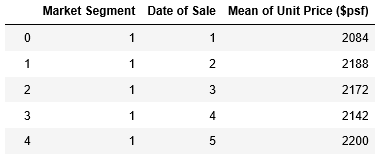 Market Segment Date of Sale Mean of Unit Price ($psf)
0 1 1 2084
1 1 2 2188
2 1 3 2172
3 1 4 2142
4 1 5 2200